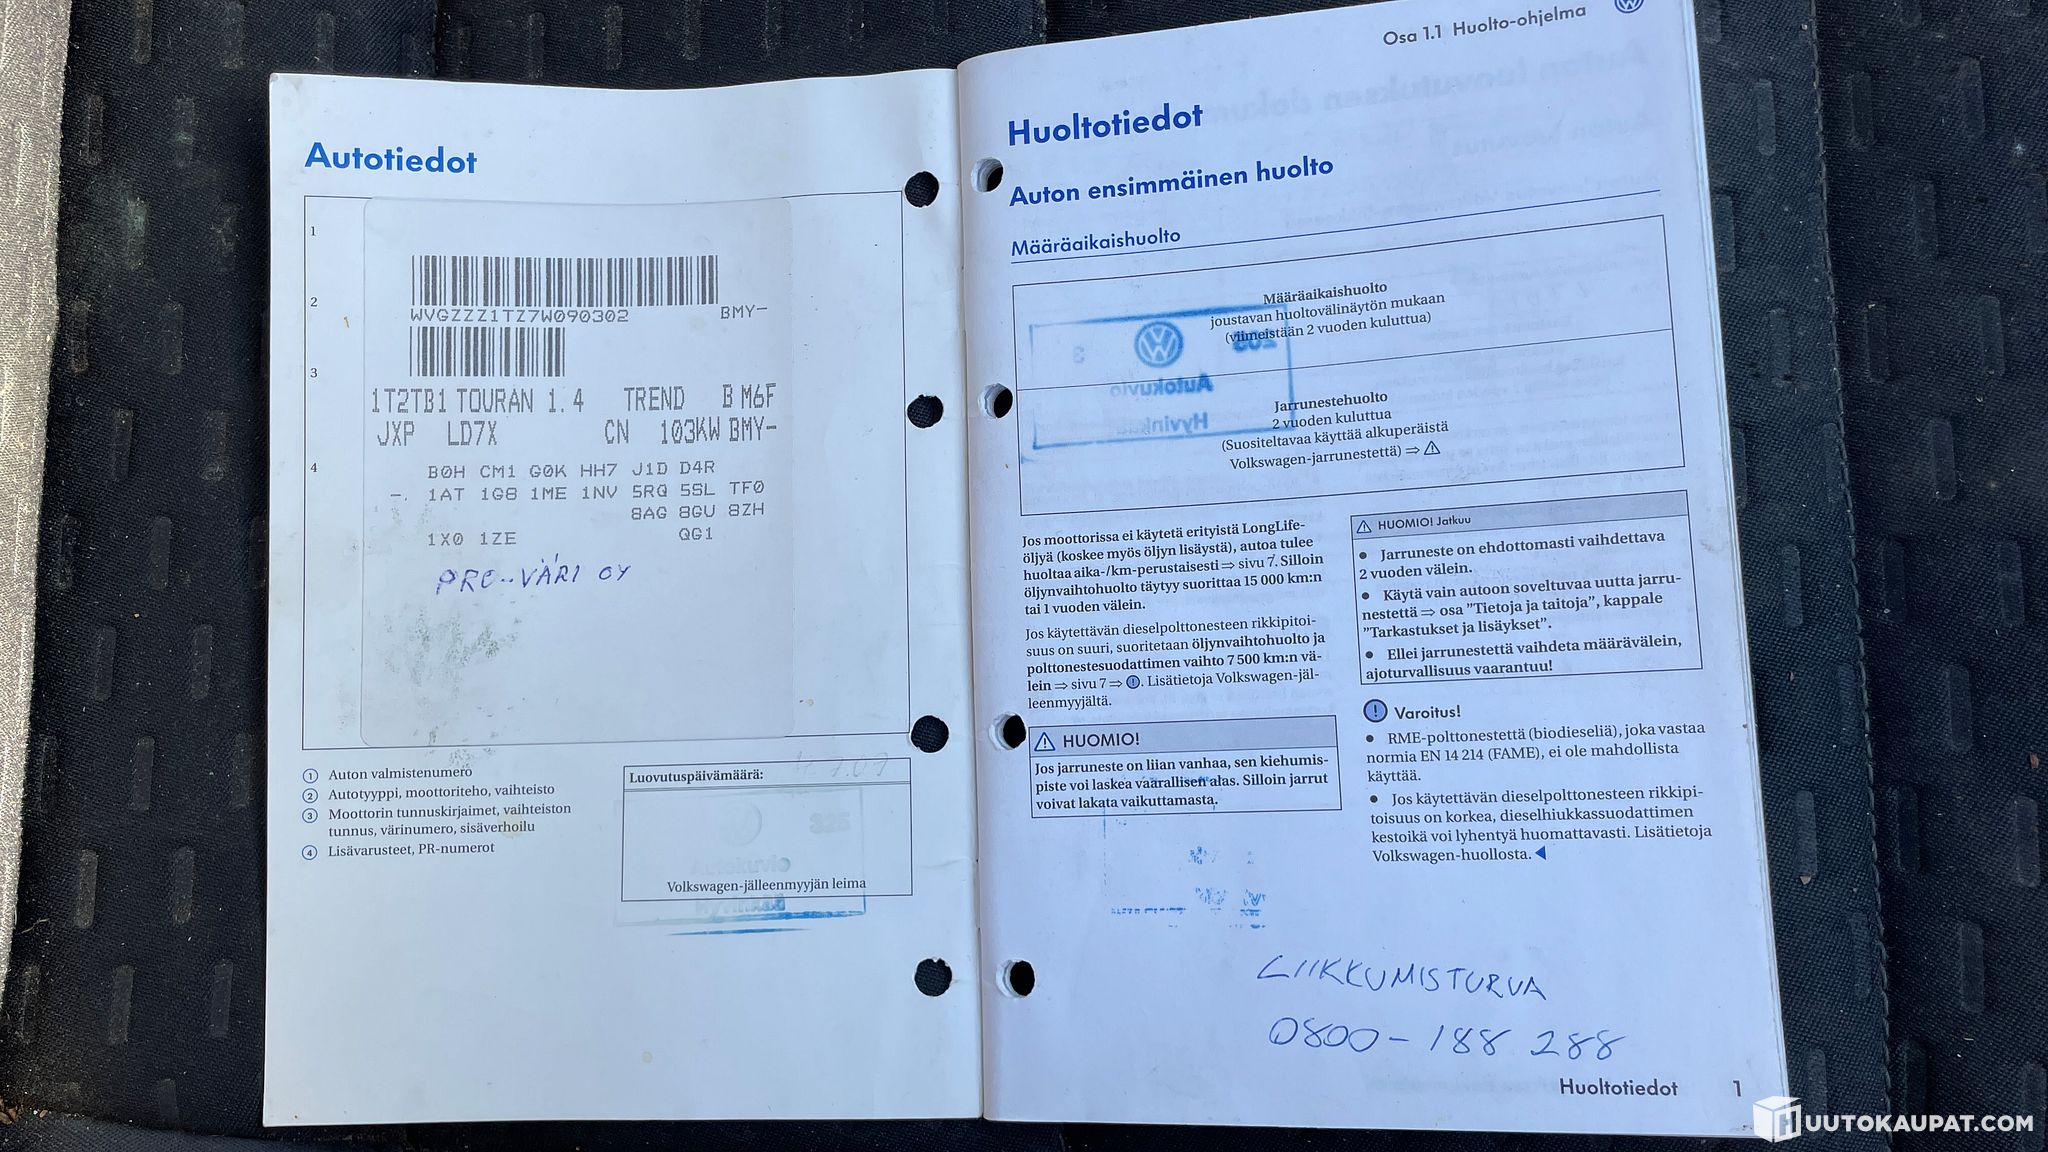 Autotiedot
1
2
3
4
WVGZZZ1TZ7W090302 BMY-
1T2TB1 TOURAN 1.4 TREND B M6F
JXP LD7X CN 103KW BMY-
B0H CM1 G0K HH7 J1D D4R
-. 1AT 1G8 1ME 1NV 5RQ 5SL TF0
8AG 8GU 8ZH
1X0 1ZE QG1
PRO-VÄRI OY
1 Auton valmistenumero
2 Autotyyppi, moottoriteho, vaihteisto
3 Moottorin tunnuskirjaimet, vaihteiston
tunnus, värinumero, sisäverhoilu
4 Lisävarusteet, PR-numerot
Luovutuspäivämäärä:
Volkswagen-jälleenmyyjän leima
Osa 1.1 Huolto-ohjelma
Huoltotiedot
Auton ensimmäinen huolto
Määräaikaishuolto
Määräaikaishuolto
joustavan huoltovälinäytön mukaan
(viimeistään 2 vuoden kuluttua)
Jarrunestehuolto
2 vuoden kuluttua
(Suositeltavaa käyttää alkuperäistä
Volkswagen-jarrunestettä) ⇒ ⚠
Autokuvio
Hyvinkää
Jos moottorissa ei käytetä erityistä LongLife-
öljyä (koskee myös öljyn lisäystä), autoa tulee
huoltaa aika-/km-perustaisesti ⇒ sivu 7. Silloin
öljynvaihtohuolto täytyy suorittaa 15 000 km:n
tai 1 vuoden välein.
Jos käytettävän dieselpolttonesteen rikkipitoi-
suus on suuri, suoritetaan öljynvaihtohuolto ja
polttonestesuodattimen vaihto 7 500 km:n vä-
lein ⇒ sivu 7 ⇒ !. Lisätietoja Volkswagen-jäl-
leenmyyjältä.
HUOMIO!
Jos jarruneste on liian vanhaa, sen kiehumis-
piste voi laskea väärallisen alas. Silloin jarrut
voivat lakata vaikuttamasta.
HUOMIO! Jatkuu
• Jarruneste on ehdottomasti vaihdettava
2 vuoden välein.
• Käytä vain autoon soveltuvaa uutta jarru-
nestettä ⇒ osa "Tietoja ja taitoja", kappale
"Tarkastukset ja lisäykset".
• Ellei jarrunestettä vaihdeta määrävälein,
ajoturvallisuus vaarantuu!
Varoitus!
• RME-polttonestettä (biodieseliä), joka vastaa
normia EN 14 214 (FAME), ei ole mahdollista
käyttää.
• Jos käytettävän dieselpolttonesteen rikkipi-
toisuus on korkea, dieselhiukkassuodattimen
kestoikä voi lyhentyä huomattavasti. Lisätietoja
Volkswagen-huollosta.
LIIKKUMISTURVA
0800-188 288
Huoltotiedot 1
HUUTOKAUPAT.COM